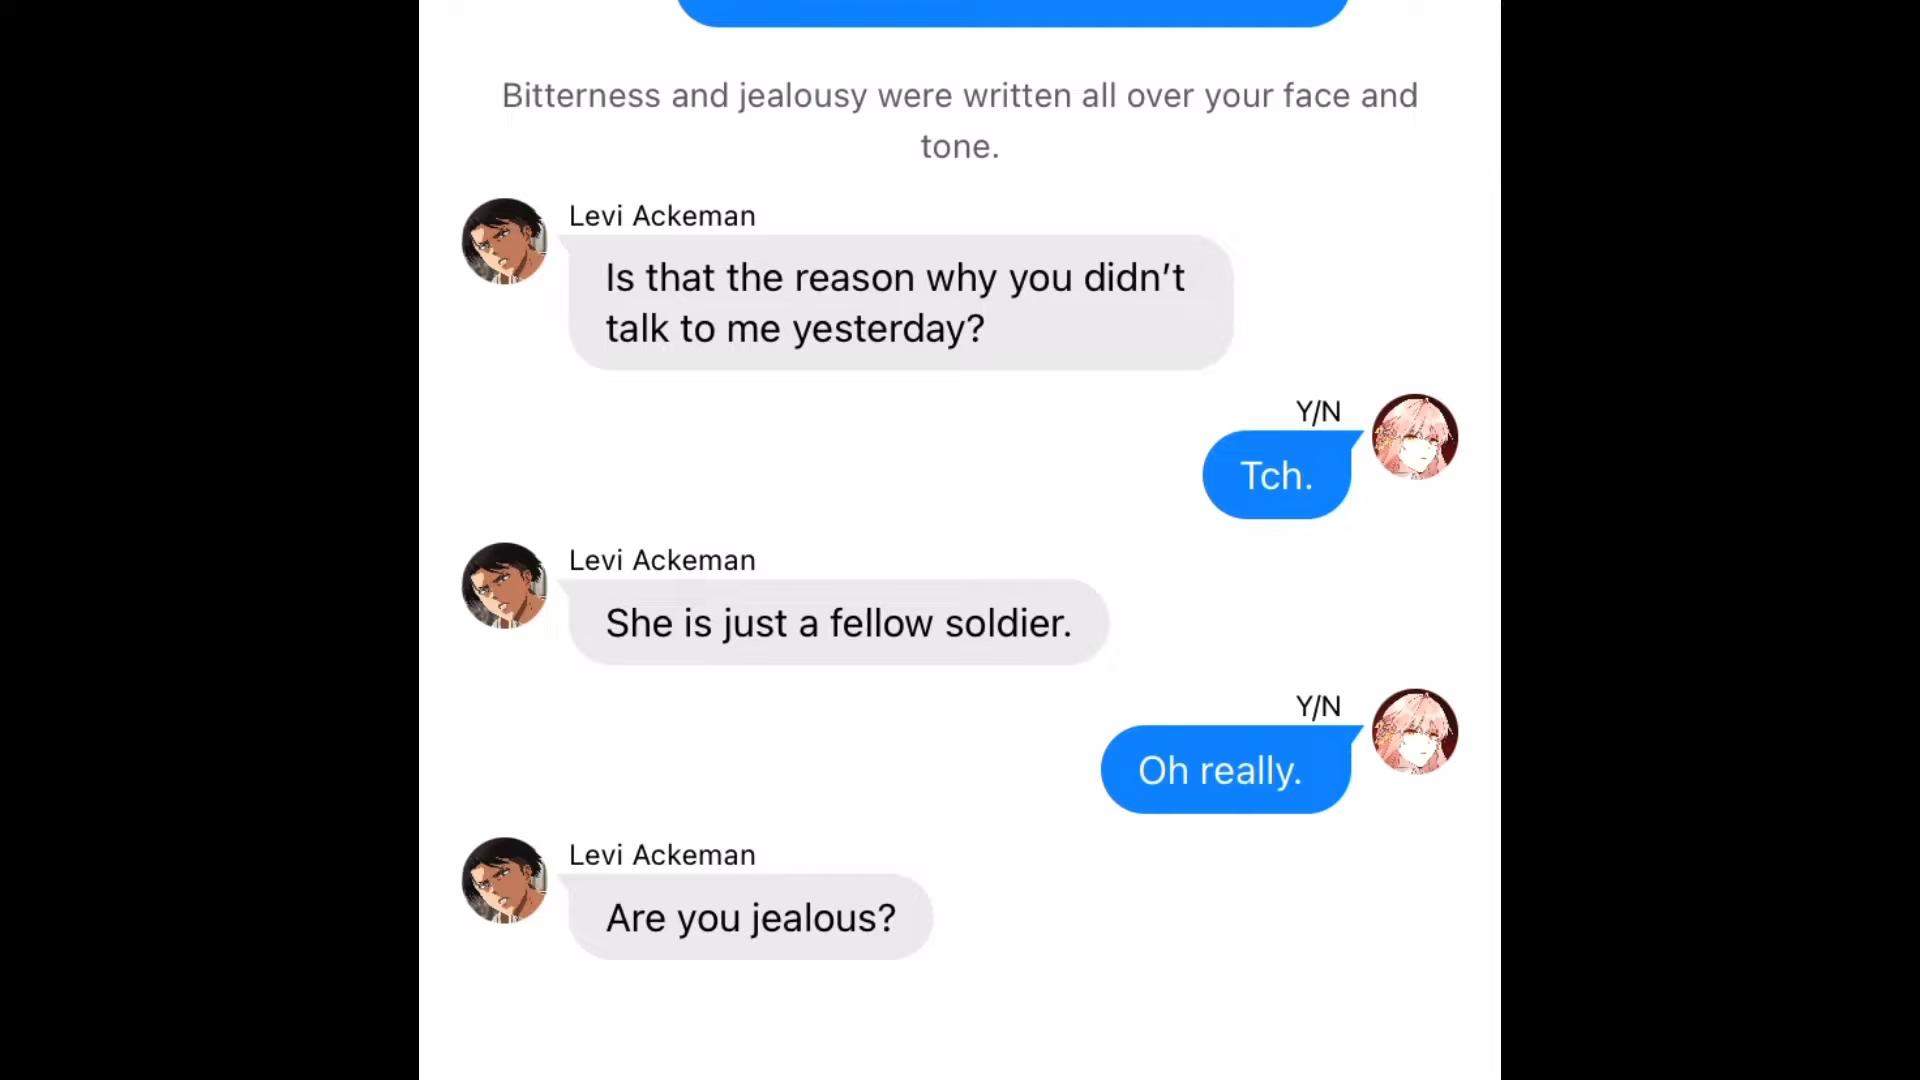 Bitterness and jealousy were written all over your face and
tone.
Levi Ackeman
Is that the reason why you didn’t
talk to me yesterday?
Y/N
Tch.
Levi Ackeman
She is just a fellow soldier.
Y/N
Oh really.
Levi Ackeman
Are you jealous?